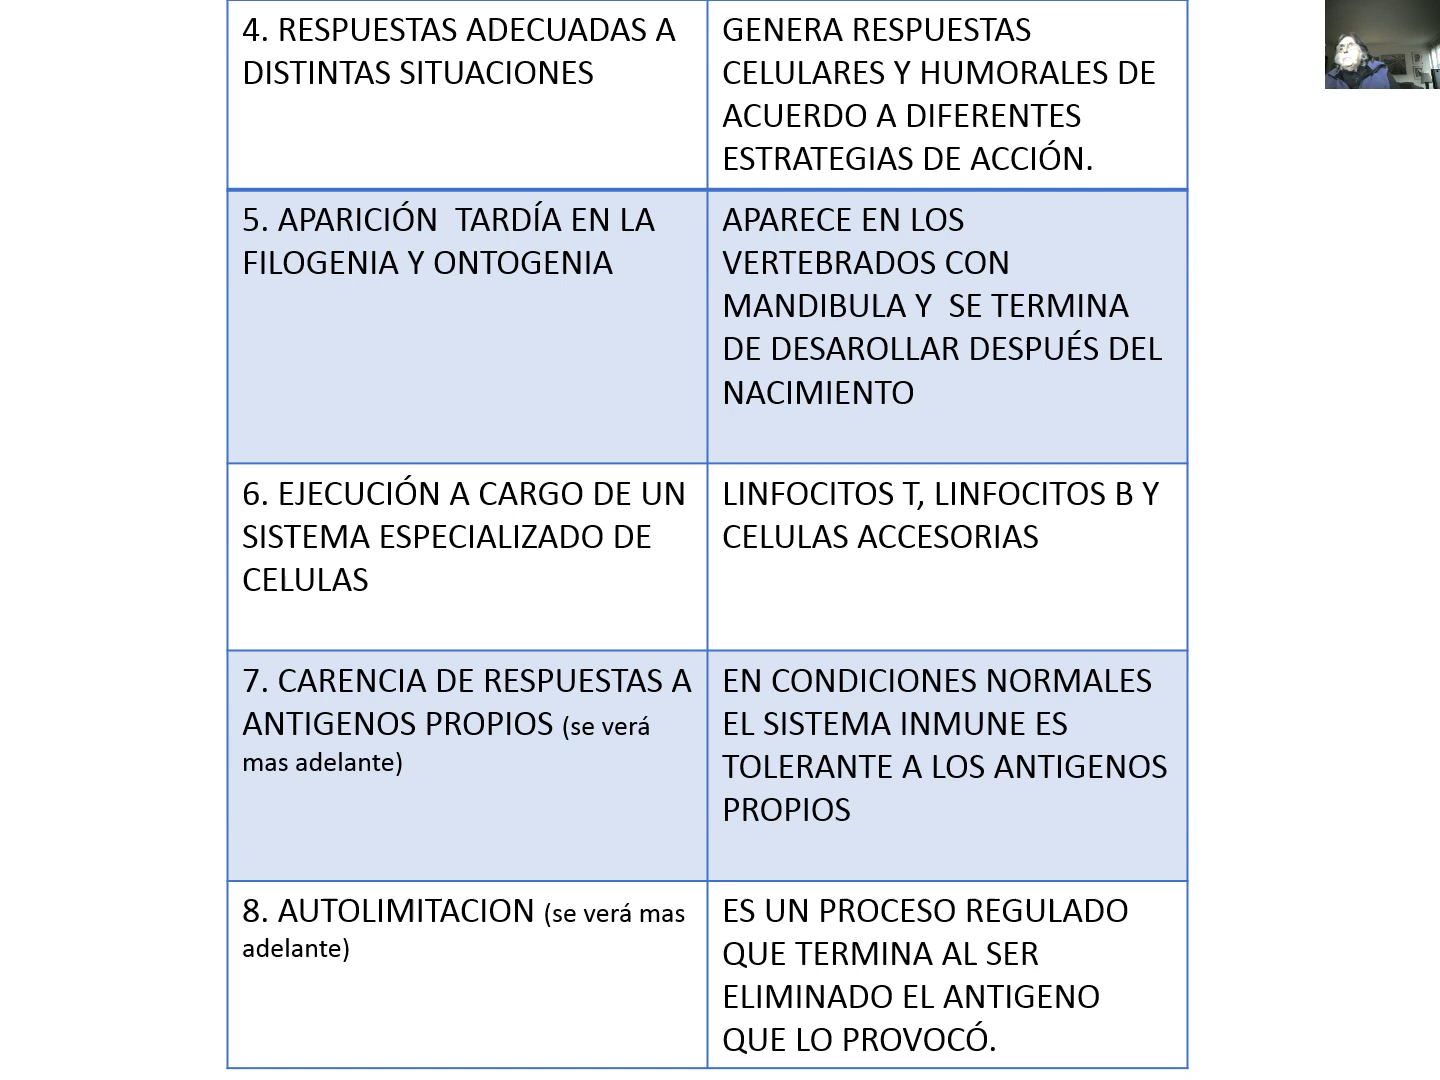 4. RESPUESTAS ADECUADAS A
DISTINTAS SITUACIONES
GENERA RESPUESTAS
CELULARES Y HUMORALES DE
ACUERDO A DIFERENTES
ESTRATEGIAS DE ACCIÓN.
5. APARICIÓN  TARDÍA EN LA
FILOGENIA Y ONTOGENIA
APARECE EN LOS
VERTEBRADOS CON
MANDIBULA Y  SE TERMINA
DE DESAROLLAR DESPUÉS DEL
NACIMIENTO
6. EJECUCIÓN A CARGO DE UN
SISTEMA ESPECIALIZADO DE
CELULAS
LINFOCITOS T, LINFOCITOS B Y
CELULAS ACCESORIAS
7. CARENCIA DE RESPUESTAS A
ANTIGENOS PROPIOS (se verá
mas adelante)
EN CONDICIONES NORMALES
EL SISTEMA INMUNE ES
TOLERANTE A LOS ANTIGENOS
PROPIOS
8. AUTOLIMITACION (se verá mas
adelante)
ES UN PROCESO REGULADO
QUE TERMINA AL SER
ELIMINADO EL ANTIGENO
QUE LO PROVOCÓ.